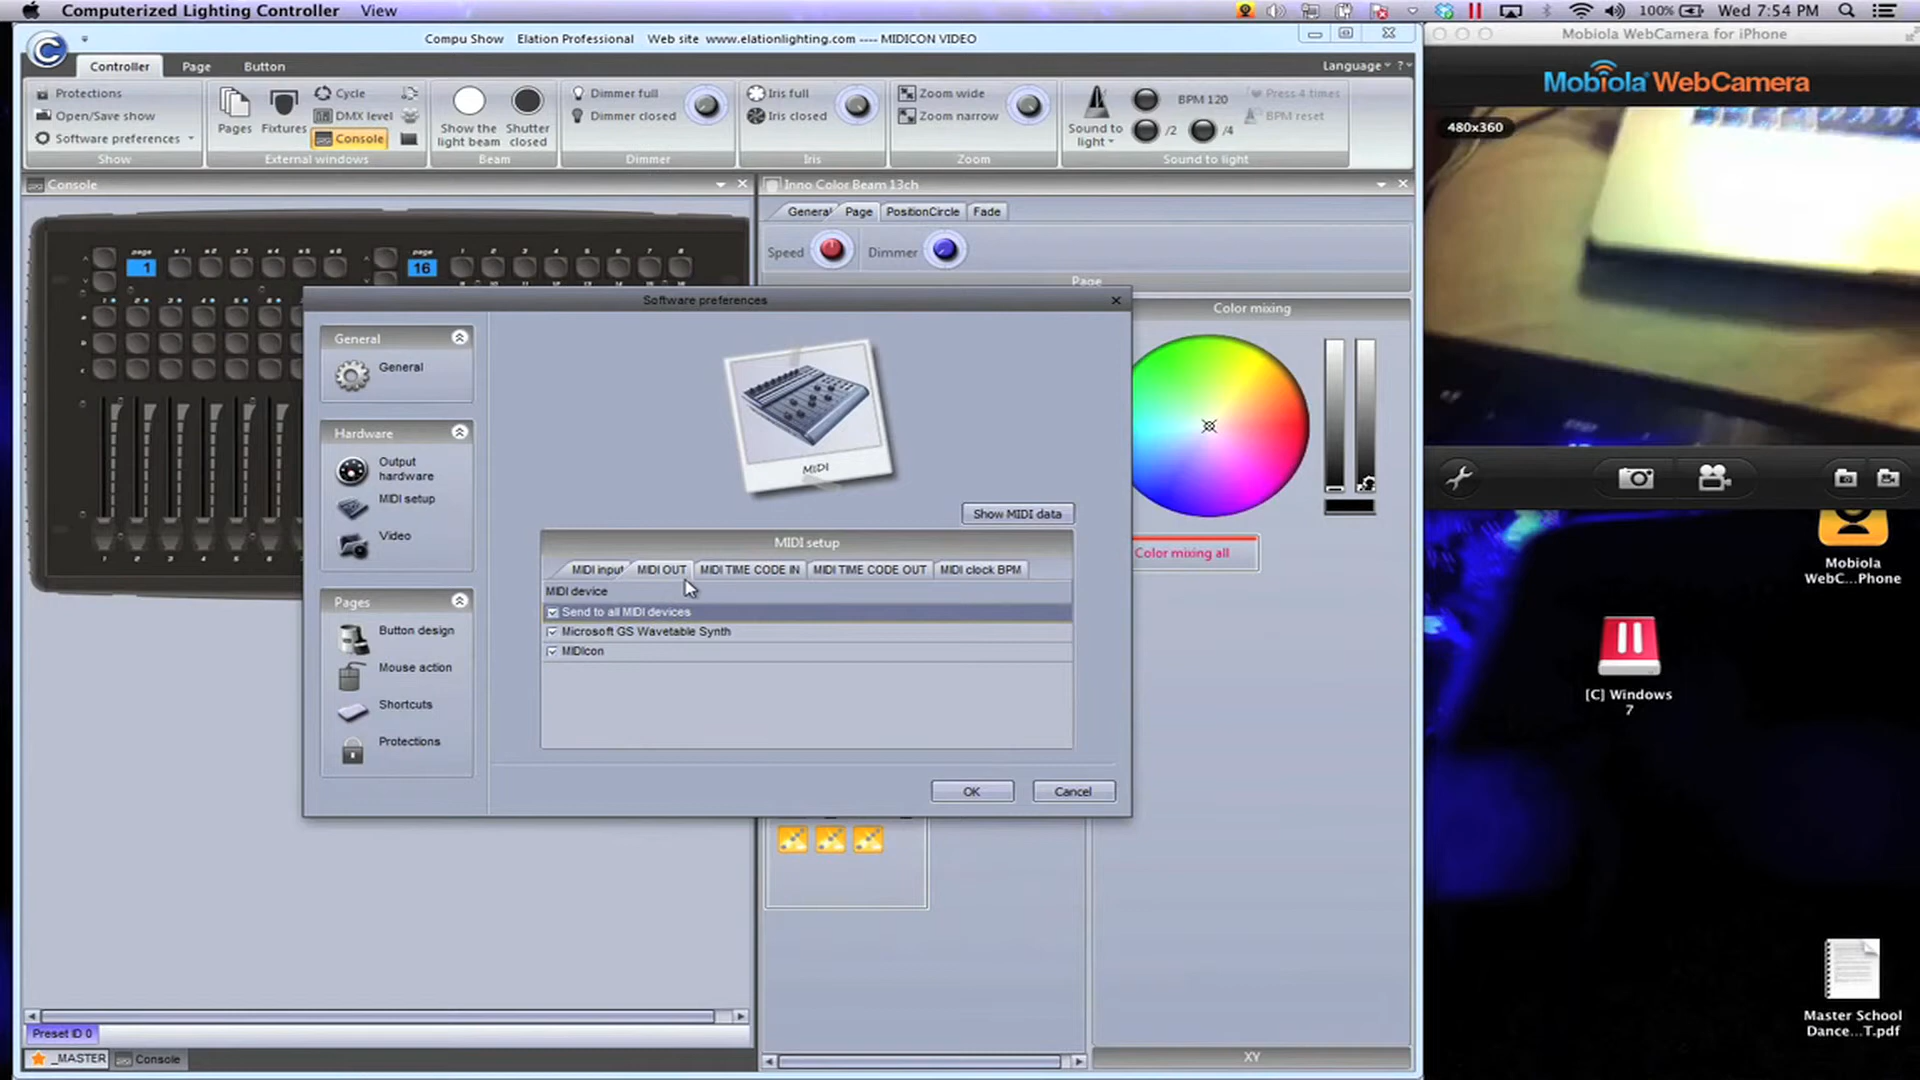 Computerized Lighting Controller View
100% Wed 7:54 PM
Compu Show Elation Professional Web site www.elationlighting.com ---- MIDICON VIDEO
Mobiola WebCamera for iPhone
Controller Page Button
Language ?
Protections
Open/Save show
Software preferences
Show
Pages
Fixtures
Cycle
DMX level
Console
External windows
Show the light beam
Shutter closed
Beam
Dimmer full
Dimmer closed
Dimmer
Iris full
Iris closed
Iris
Zoom wide
Zoom narrow
Zoom
Sound to light
BPM 120
/2
/4
Press 4 times
BPM reset
Sound to light
Mobiola WebCamera
480x360
Console
Inno Color Beam 13ch
General Page PositionCircle Fade
Speed
Dimmer
Page
page
1
page
16
Software preferences
Color mixing
General
General
Hardware
Output hardware
MIDI setup
Video
Pages
Button design
Mouse action
Shortcuts
Protections
MIDI
Show MIDI data
MIDI setup
MIDI input MIDI OUT MIDI TIME CODE IN MIDI TIME CODE OUT MIDI clock BPM
MIDI device
Send to all MIDI devices
Microsoft GS Wavetable Synth
MIDIcon
OK
Cancel
Color mixing all
Mobiola
WebC...Phone
[C] Windows
7
Master School
Dance...T.pdf
Preset ID 0
_MASTER
Console
XY